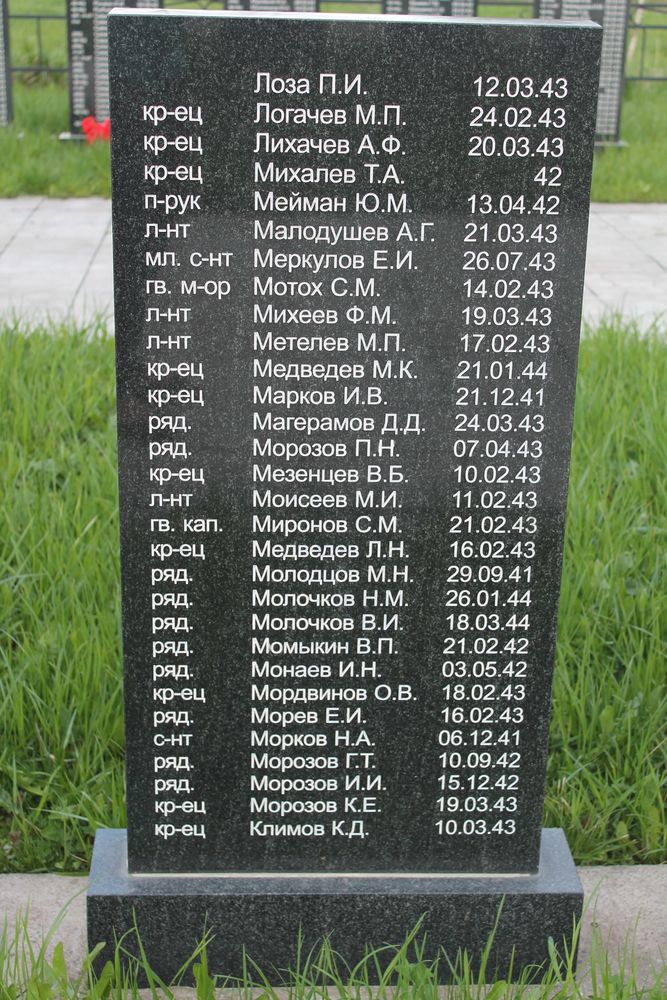 Лоза П.И. 12.03.43
кр-ец Логачев М.П. 24.02.43
кр-ец Лихачев А.Ф. 20.03.43
кр-ец Михалев Т.А. 42
п-рук Мейман Ю.М. 13.04.42
л-нт Малодушев А.Г. 21.03.43
мл. с-нт Меркулов Е.И. 26.07.43
гв. м-ор Мотох С.М. 14.02.43
л-нт Михеев Ф.М. 19.03.43
л-нт Метелев М.П. 17.02.43
кр-ец Медведев М.К. 21.01.44
кр-ец Марков И.В. 21.12.41
ряд. Магерамов Д.Д. 24.03.43
ряд. Морозов П.Н. 07.04.43
кр-ец Мезенцев В.Б. 10.02.43
л-нт Моисеев М.И. 11.02.43
гв. кап. Миронов С.М. 21.02.43
кр-ец Медведев Л.Н. 16.02.43
ряд. Молодцов М.Н. 29.09.41
ряд. Молочков Н.М. 26.01.44
ряд. Молочков В.И. 18.03.44
ряд. Момыкин В.П. 21.02.42
ряд. Монаев И.Н. 03.05.42
кр-ец Мордвинов О.В. 18.02.43
ряд. Морев Е.И. 16.02.43
с-нт Морков Н.А. 06.12.41
ряд. Морозов Г.Т. 10.09.42
ряд. Морозов И.И. 15.12.42
кр-ец Морозов К.Е. 19.03.43
кр-ец Климов К.Д. 10.03.43